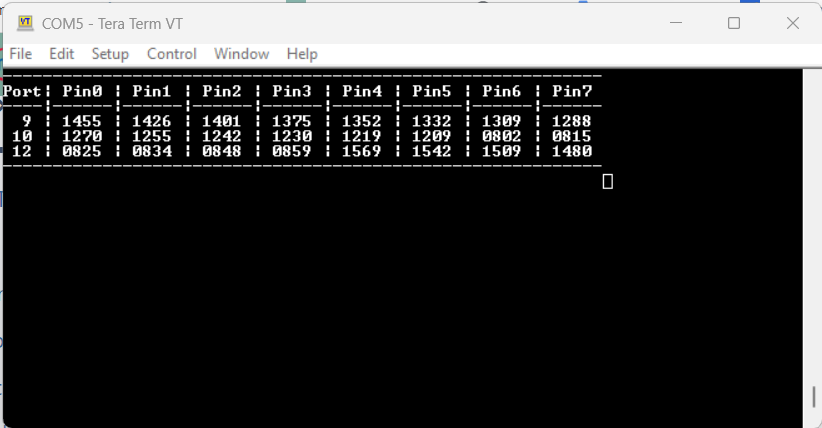 COM5 - Tera Term VT
File Edit Setup Control Window Help
---------------------------------------------------------------
Port¦ Pin0 ¦ Pin1 ¦ Pin2 ¦ Pin3 ¦ Pin4 ¦ Pin5 ¦ Pin6 ¦ Pin7
----¦------¦------¦------¦------¦------¦------¦------¦------
9 ¦ 1455 ¦ 1426 ¦ 1401 ¦ 1375 ¦ 1352 ¦ 1332 ¦ 1309 ¦ 1288
10 ¦ 1270 ¦ 1255 ¦ 1242 ¦ 1230 ¦ 1219 ¦ 1209 ¦ 0802 ¦ 0815
12 ¦ 0825 ¦ 0834 ¦ 0848 ¦ 0859 ¦ 1569 ¦ 1542 ¦ 1509 ¦ 1480
---------------------------------------------------------------